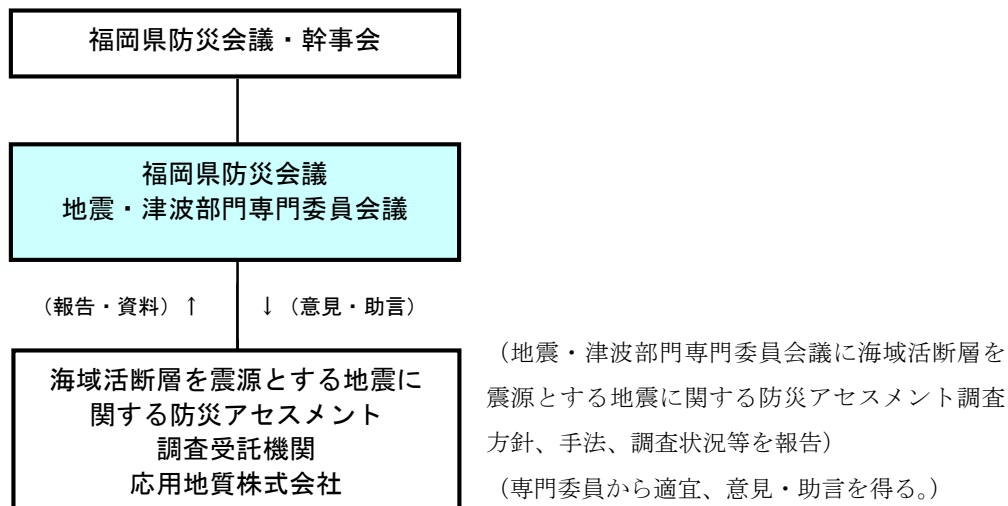 福岡県防災会議・幹事会
福岡県防災会議
地震・津波部門専門委員会議
（報告・資料）↑
↓（意見・助言）
海域活断層を震源とする地震に
関する防災アセスメント
調査受託機関
応用地質株式会社
（地震・津波部門専門委員会議に海域活断層を
震源とする地震に関する防災アセスメント調査
方針、手法、調査状況等を報告）
（専門委員から適宜、意見・助言を得る。）